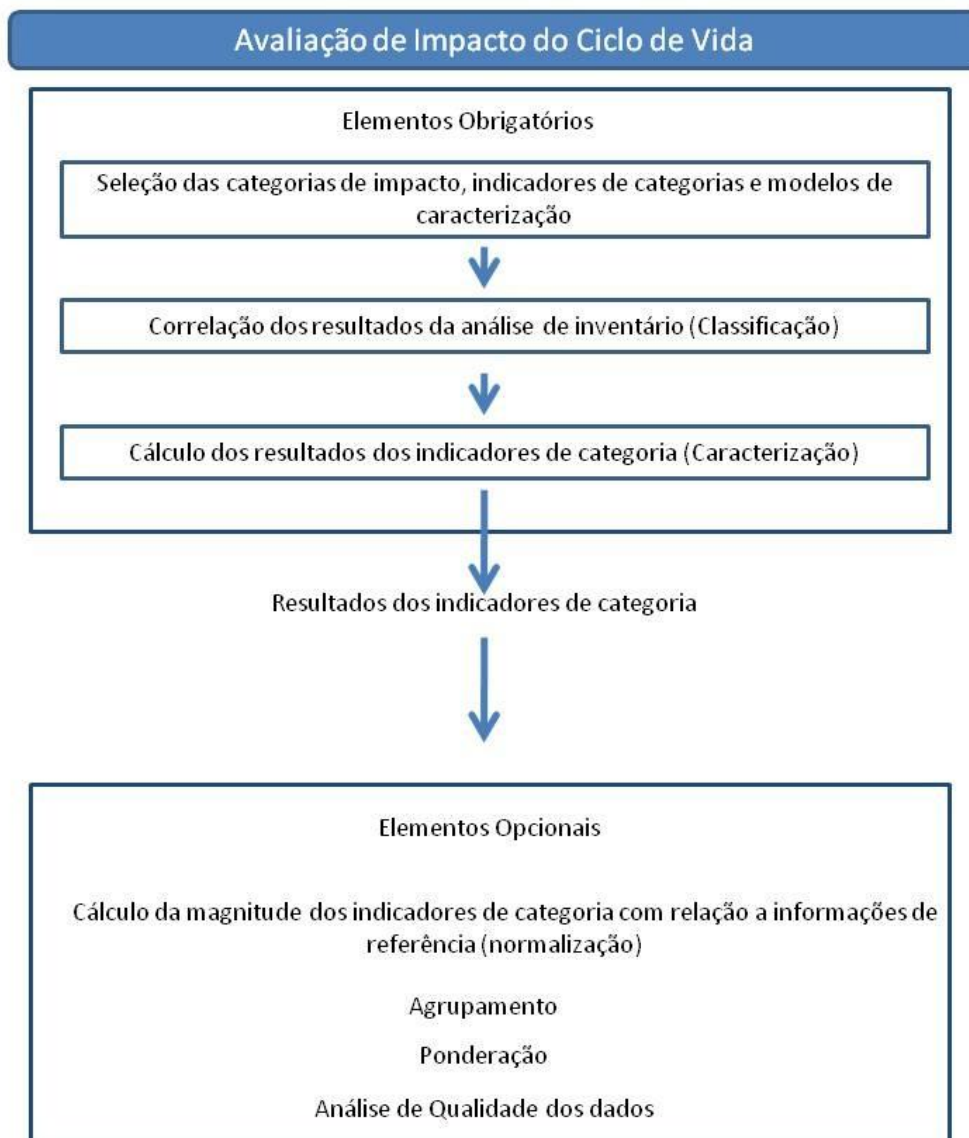 Avaliação de Impacto do Ciclo de Vida
Elementos Obrigatórios
Seleção das categorias de impacto, indicadores de categorias e modelos de
caracterização
Correlação dos resultados da análise de inventário (Classificação)
Cálculo dos resultados dos indicadores de categoria (Caracterização)
Resultados dos indicadores de categoria
Elementos Opcionais
Cálculo da magnitude dos indicadores de categoria com relação a informações de
referência (normalização)
Agrupamento
Ponderação
Análise de Qualidade dos dados